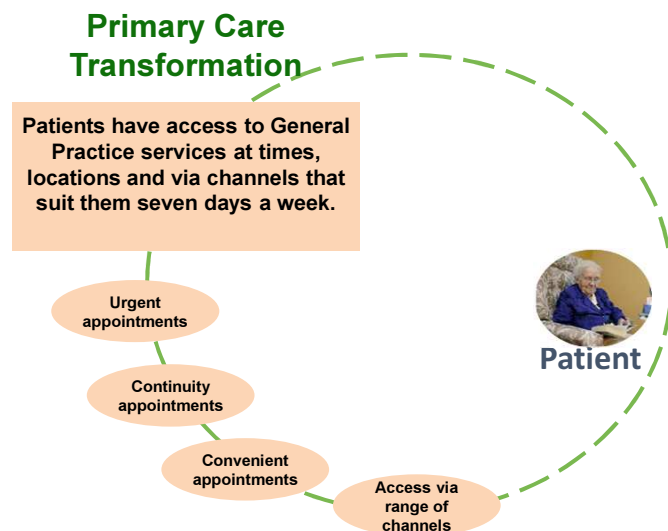 Primary Care
Transformation
Patients have access to General
Practice services at times,
locations and via channels that
suit them seven days a week.
Urgent
appointments
Continuity
appointments
Convenient
appointments
Access via
range of
channels
Patient